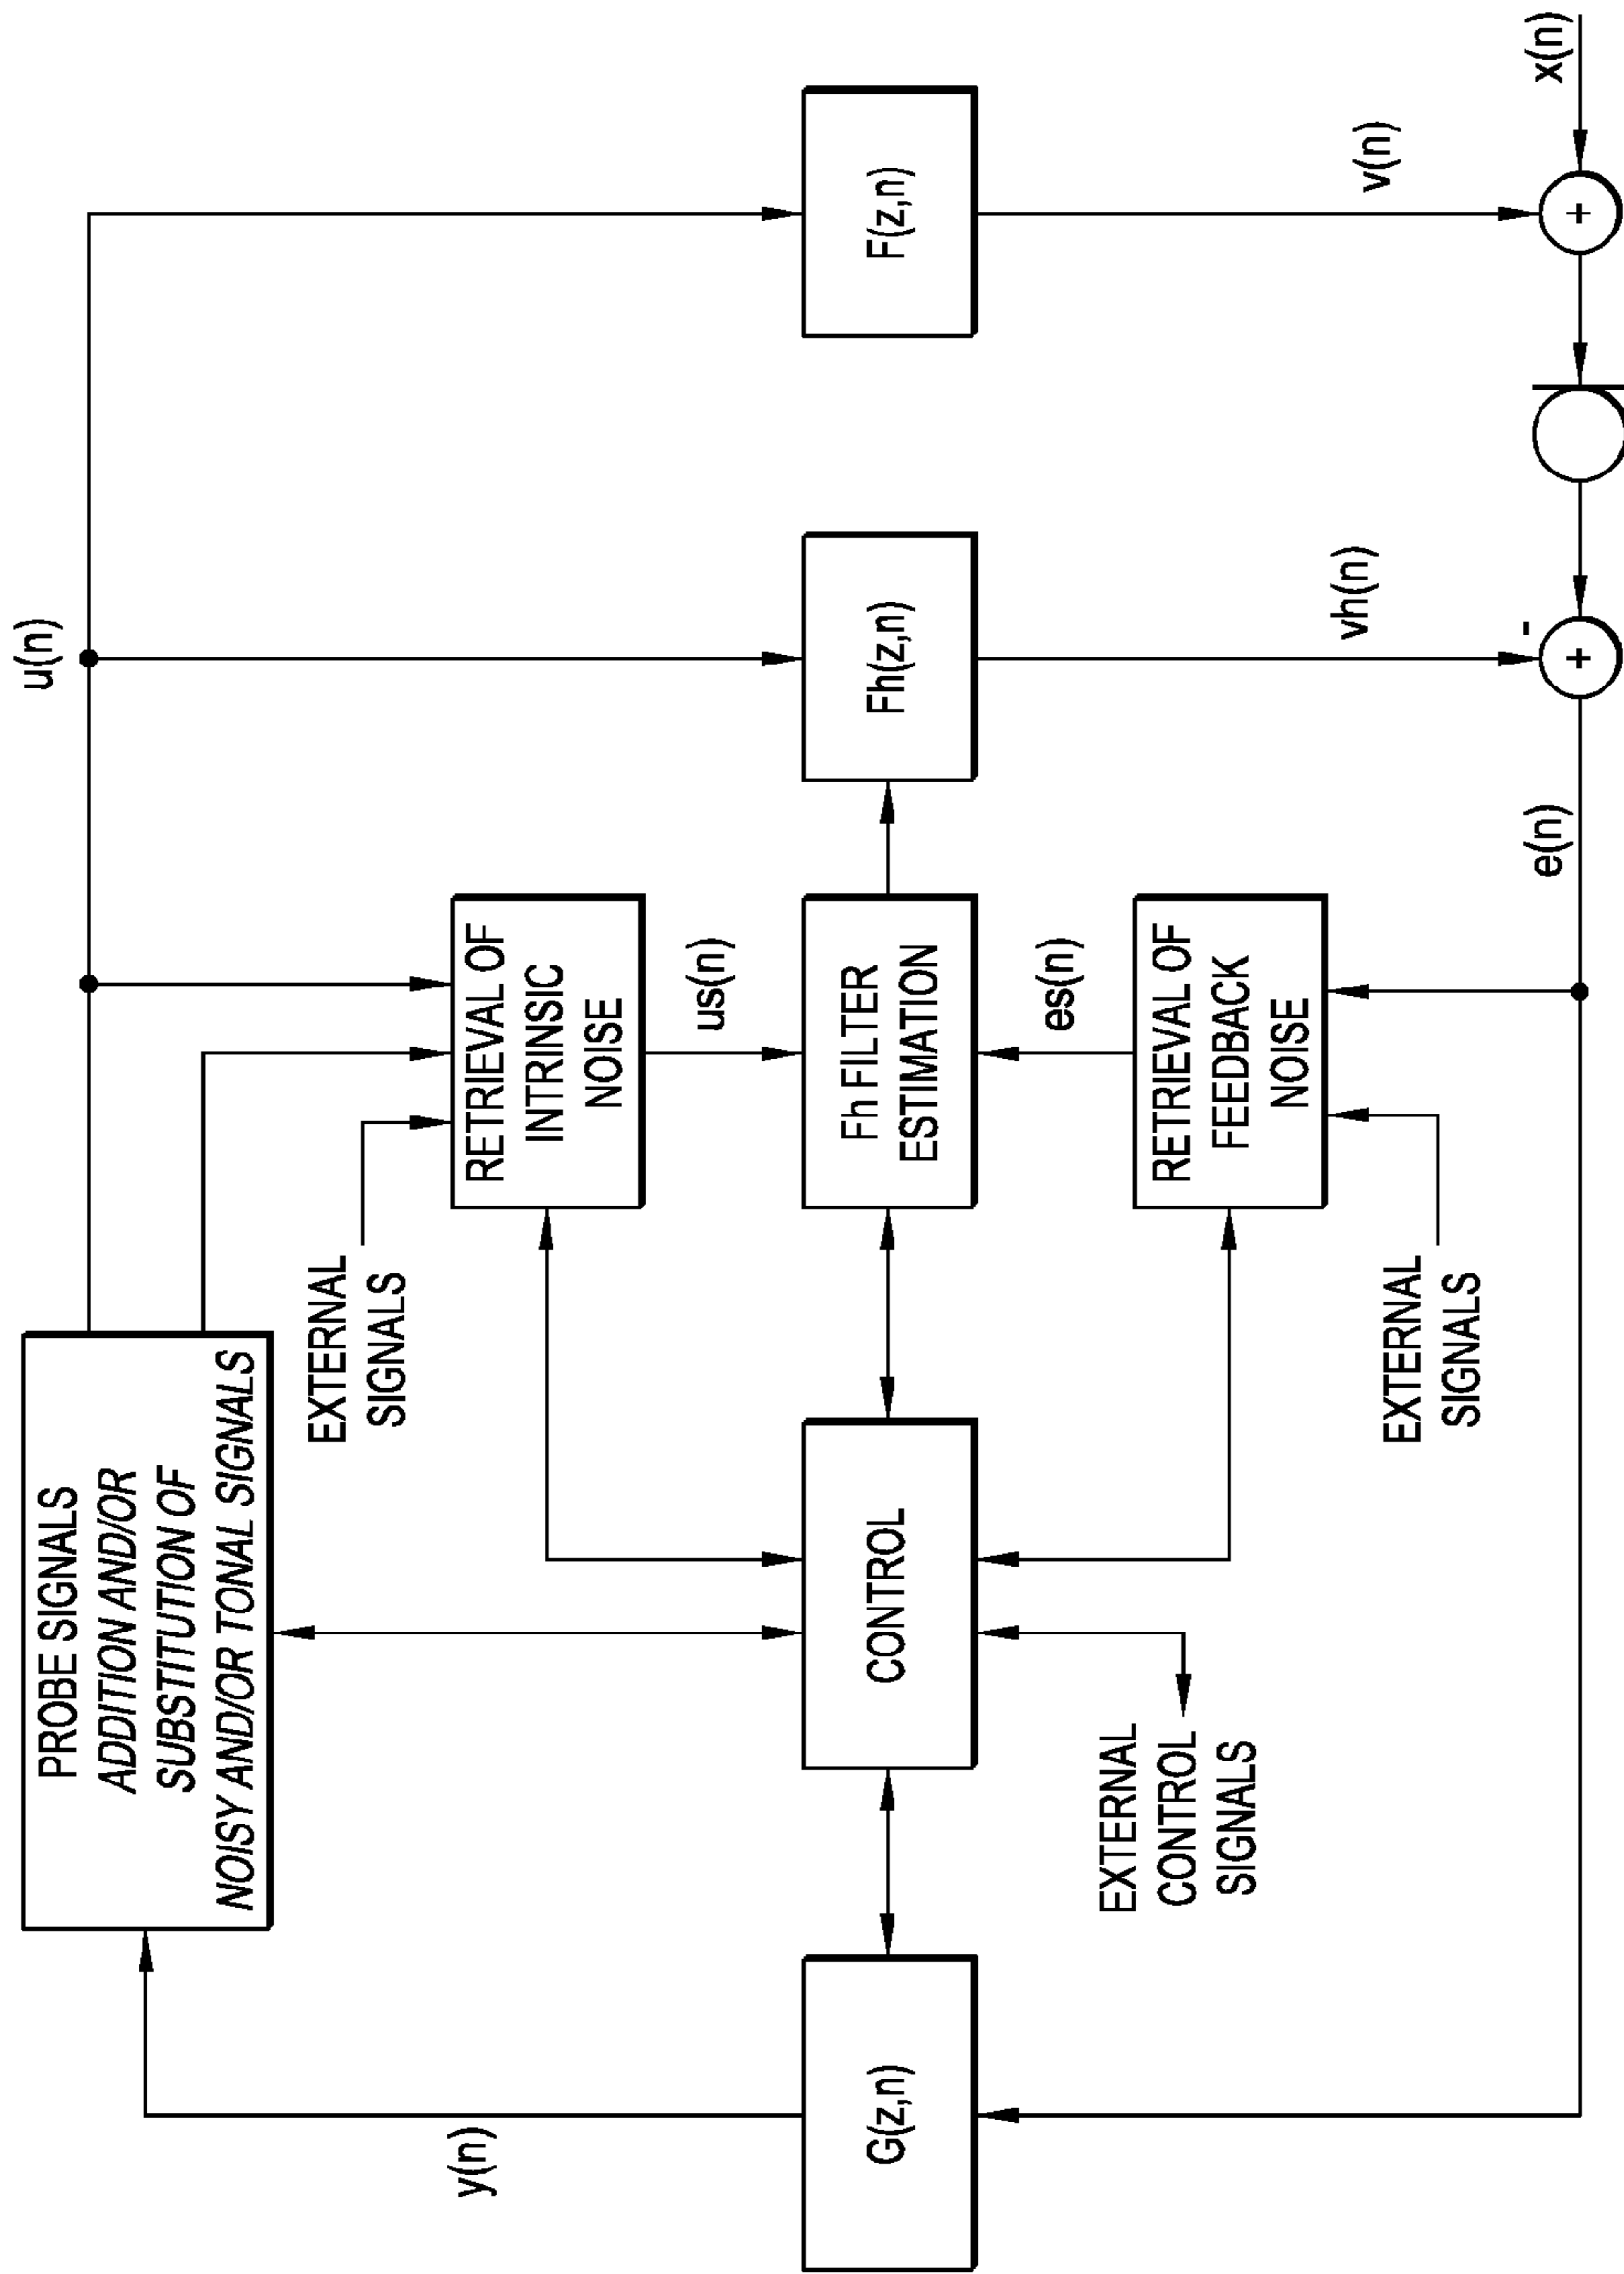 PROBE SIGNALS
ADDITION AND/OR
SUBSTITUTION OF
NOISY AND/OR TONAL SIGNALS
u(n)
y(n)
EXTERNAL
SIGNALS
RETRIEVAL OF
INTRINSIC
NOISE
us(n)
G(z,n)
CONTROL
Fh FILTER
ESTIMATION
Fh(z,n)
F(z,n)
EXTERNAL
CONTROL
SIGNALS
es(n)
RETRIEVAL OF
FEEDBACK
NOISE
EXTERNAL
SIGNALS
vh(n)
v(n)
e(n)
-
+
+
x(n)